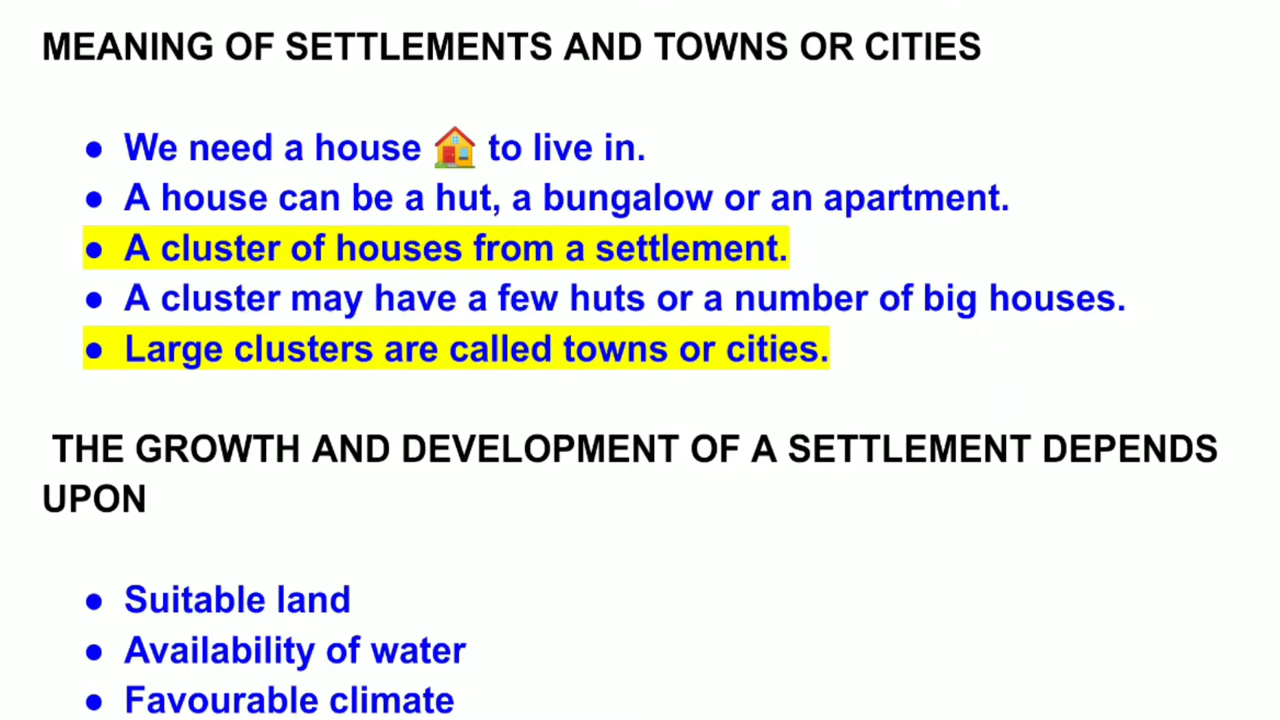 MEANING OF SETTLEMENTS AND TOWNS OR CITIES
● We need a house 🏠 to live in.
● A house can be a hut, a bungalow or an apartment.
● A cluster of houses from a settlement.
● A cluster may have a few huts or a number of big houses.
● Large clusters are called towns or cities.
THE GROWTH AND DEVELOPMENT OF A SETTLEMENT DEPENDS
UPON
● Suitable land
● Availability of water
● Favourable climate